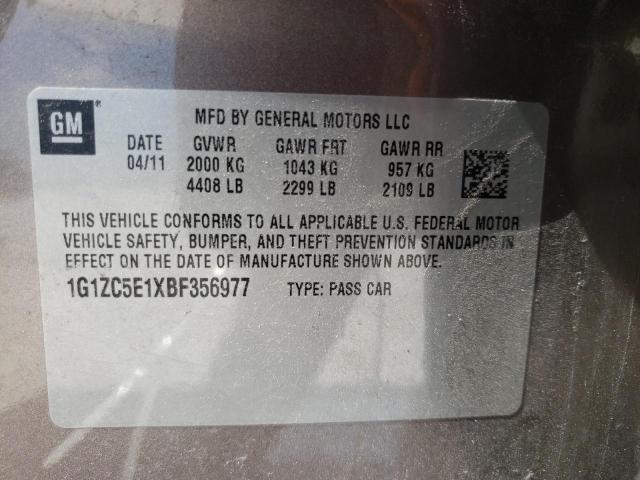 MFD BY GENERAL MOTORS LLC
GM®
DATE GVWR GAWR FRT GAWR RR
04/11 2000 KG 1043 KG 957 KG
4408 LB 2299 LB 2109 LB
THIS VEHICLE CONFORMS TO ALL APPLICABLE U.S. FEDERAL MOTOR
VEHICLE SAFETY, BUMPER, AND THEFT PREVENTION STANDARDS IN
EFFECT ON THE DATE OF MANUFACTURE SHOWN ABOVE.
1G1ZC5E1XBF356977 TYPE: PASS CAR